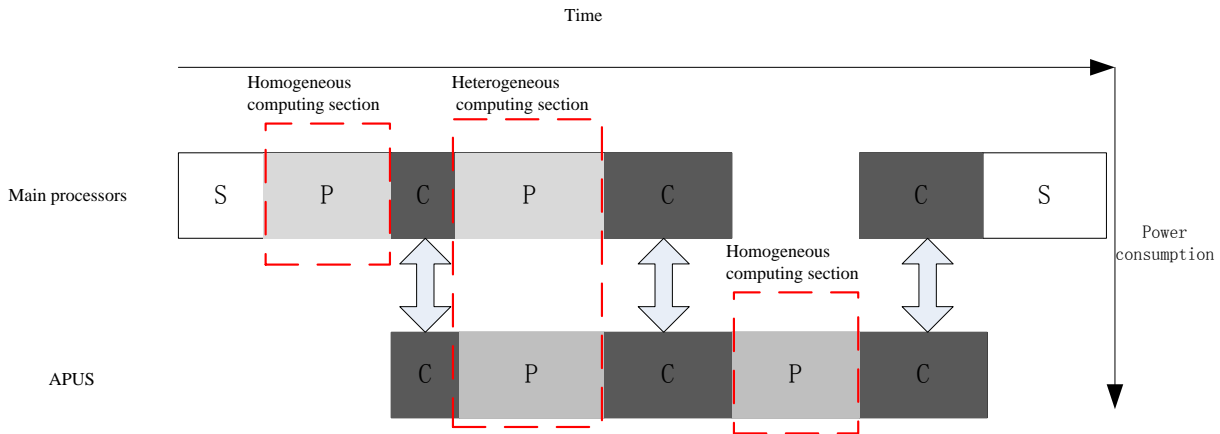 Time
Homogeneous
computing section
Heterogeneous
computing section
Main processors
S
P
C
P
C
C
S
Power
consumption
Homogeneous
computing section
APUS
C
P
C
P
C